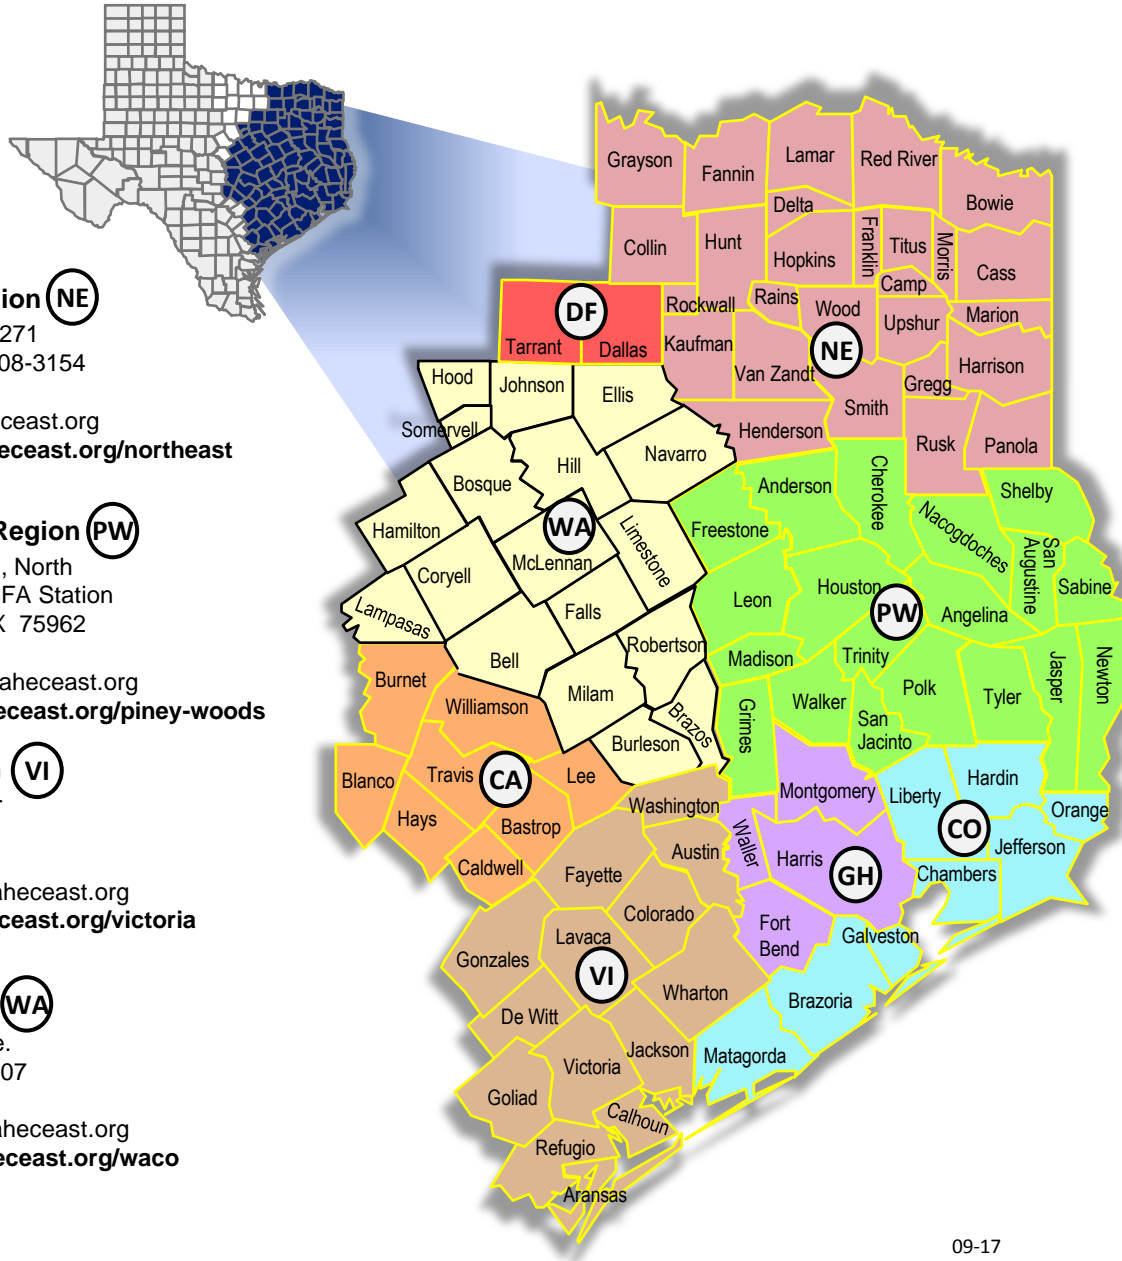 ion NE
271
08-3154
ceast.org
eceast.org/northeast
Region PW
, North
FA Station
X 75962
aheceast.org
eceast.org/piney-woods
VI
aheceast.org
ceast.org/victoria
WA
e.
07
aheceast.org
eceast.org/waco
Grayson
Fannin
Lamar
Red River
Bowie
Delta
Collin
Hunt
Hopkins
Franklin
Titus
Morris
Cass
Camp
Rockwall
Rains
Wood
Upshur
Marion
DF
Tarrant
Dallas
Kaufman
NE
Van Zandt
Harrison
Gregg
Smith
Henderson
Rusk
Panola
Hood
Johnson
Ellis
Somervell
Navarro
Hill
Bosque
Hamilton
WA
McLennan
Limestone
Coryell
Lampasas
Falls
Robertson
Bell
Milam
Brazos
Burleson
Anderson
Cherokee
Shelby
Freestone
Nacogdoches
San
Augustine
Sabine
Houston
Leon
PW
Angelina
Madison
Trinity
Polk
Tyler
Jasper
Newton
Grimes
Walker
San
Jacinto
Burnet
Williamson
Blanco
Travis
CA
Lee
Hays
Bastrop
Caldwell
Washington
Austin
Fayette
Colorado
Lavaca
Gonzales
VI
Wharton
De Witt
Jackson
Victoria
Goliad
Calhoun
Refugio
Aransas
Montgomery
Waller
Harris
GH
Fort
Bend
Liberty
Hardin
Orange
CO
Jefferson
Chambers
Galveston
Brazoria
Matagorda
09-17